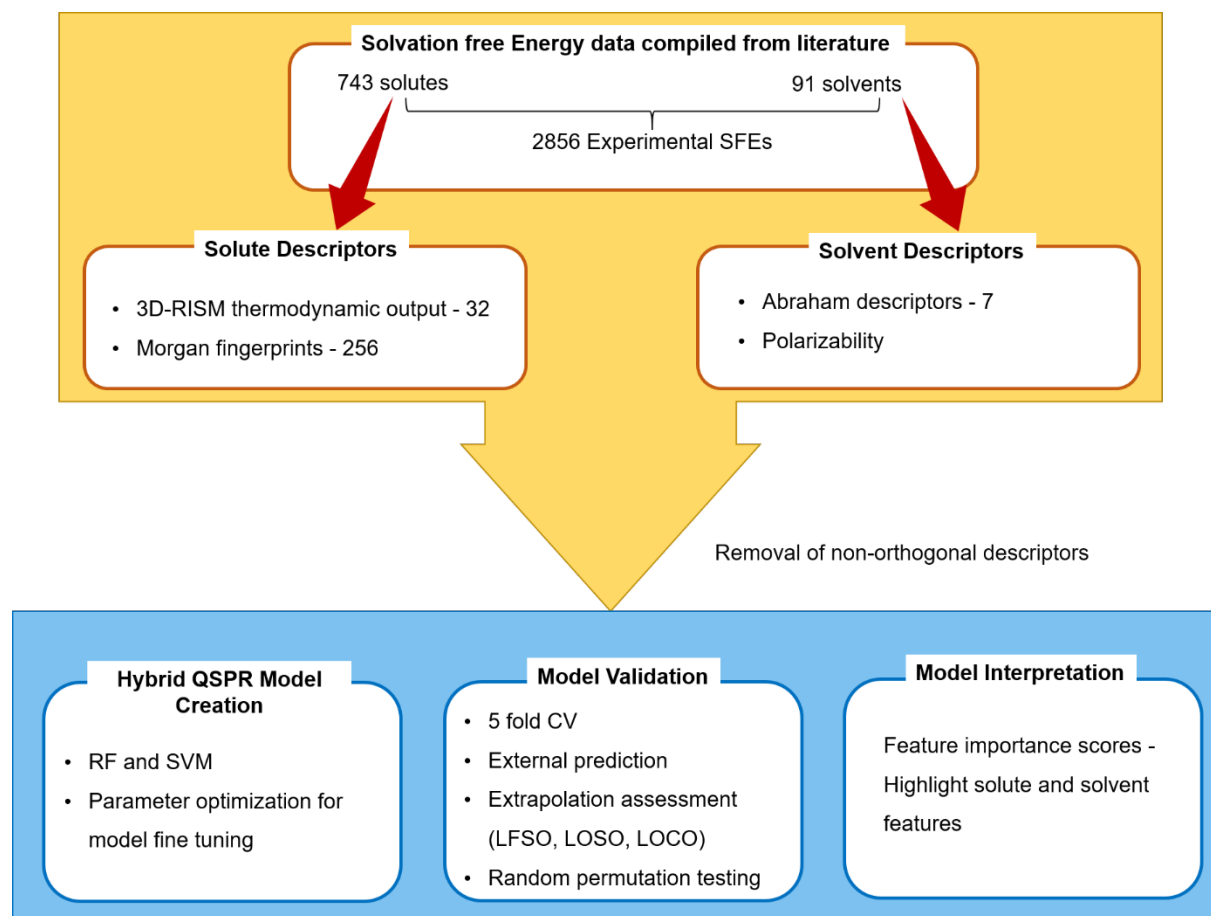 Solvation free Energy data compiled from literature
743 solutes
91 solvents
2856 Experimental SFEs
Solute Descriptors
• 3D-RISM thermodynamic output - 32
• Morgan fingerprints - 256
Solvent Descriptors
• Abraham descriptors - 7
• Polarizability
Removal of non-orthogonal descriptors
Hybrid QSPR Model
Creation
• RF and SVM
• Parameter optimization for
model fine tuning
Model Validation
• 5 fold CV
• External prediction
• Extrapolation assessment
(LFSO, LOSO, LOCO)
• Random permutation testing
Model Interpretation
Feature importance scores -
Highlight solute and solvent
features